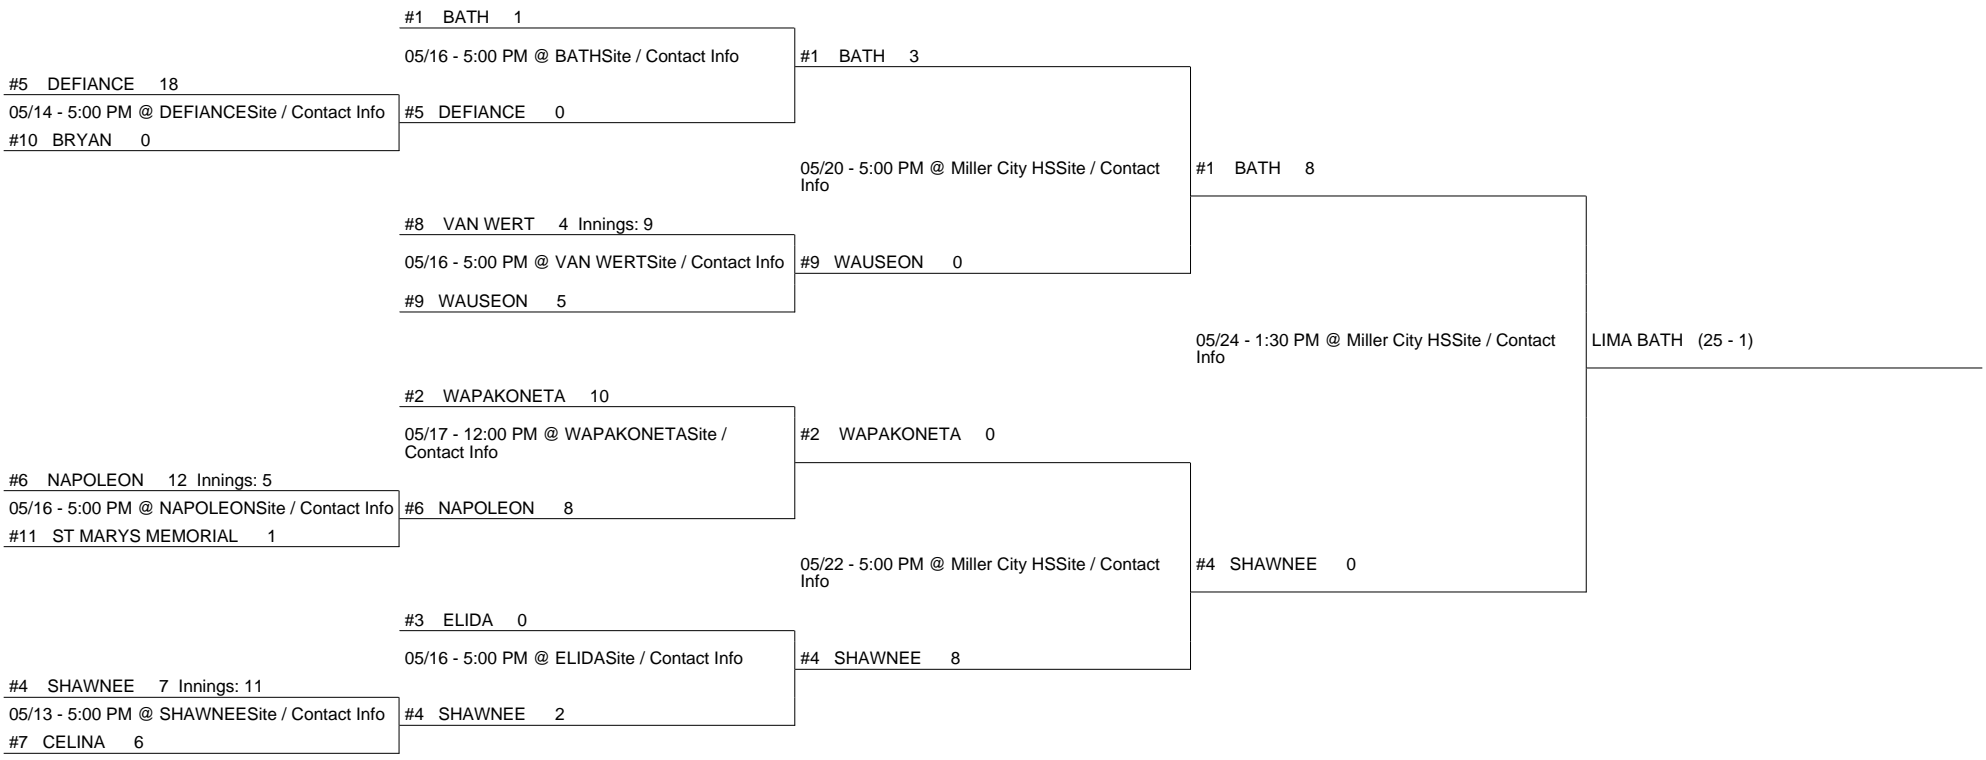 #1 BATH 1
05/16 - 5:00 PM @ BATHSite / Contact Info
#1 BATH 3
#5 DEFIANCE 18
05/14 - 5:00 PM @ DEFIANCESite / Contact Info
#5 DEFIANCE 0
#10 BRYAN 0
05/20 - 5:00 PM @ Miller City HSSite / Contact
Info
#1 BATH 8
#8 VAN WERT 4 Innings: 9
05/16 - 5:00 PM @ VAN WERTSite / Contact Info
#9 WAUSEON 0
#9 WAUSEON 5
05/24 - 1:30 PM @ Miller City HSSite / Contact
Info
LIMA BATH (25 - 1)
#2 WAPAKONETA 10
05/17 - 12:00 PM @ WAPAKONETASite /
Contact Info
#2 WAPAKONETA 0
#6 NAPOLEON 12 Innings: 5
05/16 - 5:00 PM @ NAPOLEONSite / Contact Info
#6 NAPOLEON 8
#11 ST MARYS MEMORIAL 1
05/22 - 5:00 PM @ Miller City HSSite / Contact
Info
#4 SHAWNEE 0
#3 ELIDA 0
05/16 - 5:00 PM @ ELIDASite / Contact Info
#4 SHAWNEE 8
#4 SHAWNEE 7 Innings: 11
05/13 - 5:00 PM @ SHAWNEESite / Contact Info
#4 SHAWNEE 2
#7 CELINA 6